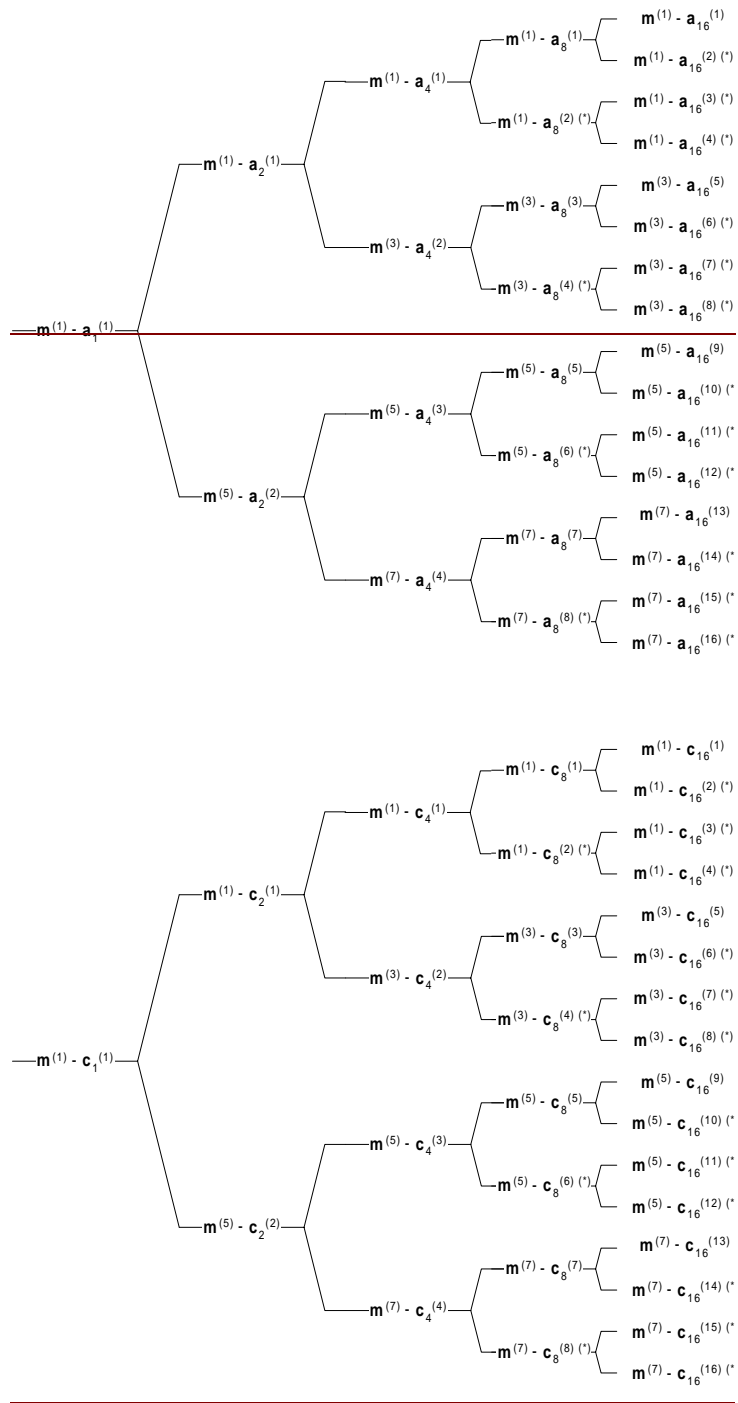 m(1) - a16(1)
m(1) - a8(1)
m(1) - a16(2) (*)
m(1) - a4(1)
m(1) - a16(3) (*)
m(1) - a8(2) (*)
m(1) - a16(4) (*)
m(1) - a2(1)
m(3) - a16(5)
m(3) - a8(3)
m(3) - a16(6) (*)
m(3) - a4(2)
m(3) - a16(7) (*)
m(3) - a8(4) (*)
m(3) - a16(8) (*)
m(1) - a1(1)
m(5) - a16(9)
m(5) - a8(5)
m(5) - a16(10) (*
m(5) - a4(3)
m(5) - a16(11) (*
m(5) - a8(6) (*)
m(5) - a16(12) (*
m(5) - a2(2)
m(7) - a16(13)
m(7) - a8(7)
m(7) - a16(14) (*
m(7) - a4(4)
m(7) - a16(15) (*
m(7) - a8(8) (*)
m(7) - a16(16) (*
m(1) - c16(1)
m(1) - c8(1)
m(1) - c16(2) (*)
m(1) - c4(1)
m(1) - c16(3) (*)
m(1) - c8(2) (*)
m(1) - c16(4) (*)
m(1) - c2(1)
m(3) - c16(5)
m(3) - c8(3)
m(3) - c16(6) (*)
m(3) - c4(2)
m(3) - c16(7) (*)
m(3) - c8(4) (*)
m(3) - c16(8) (*)
m(1) - c1(1)
m(5) - c16(9)
m(5) - c8(5)
m(5) - c16(10) (*
m(5) - c4(3)
m(5) - c16(11) (*
m(5) - c8(6) (*)
m(5) - c16(12) (*
m(5) - c2(2)
m(7) - c16(13)
m(7) - c8(7)
m(7) - c16(14) (*
m(7) - c4(4)
m(7) - c16(15) (*
m(7) - c8(8) (*)
m(7) - c16(16) (*